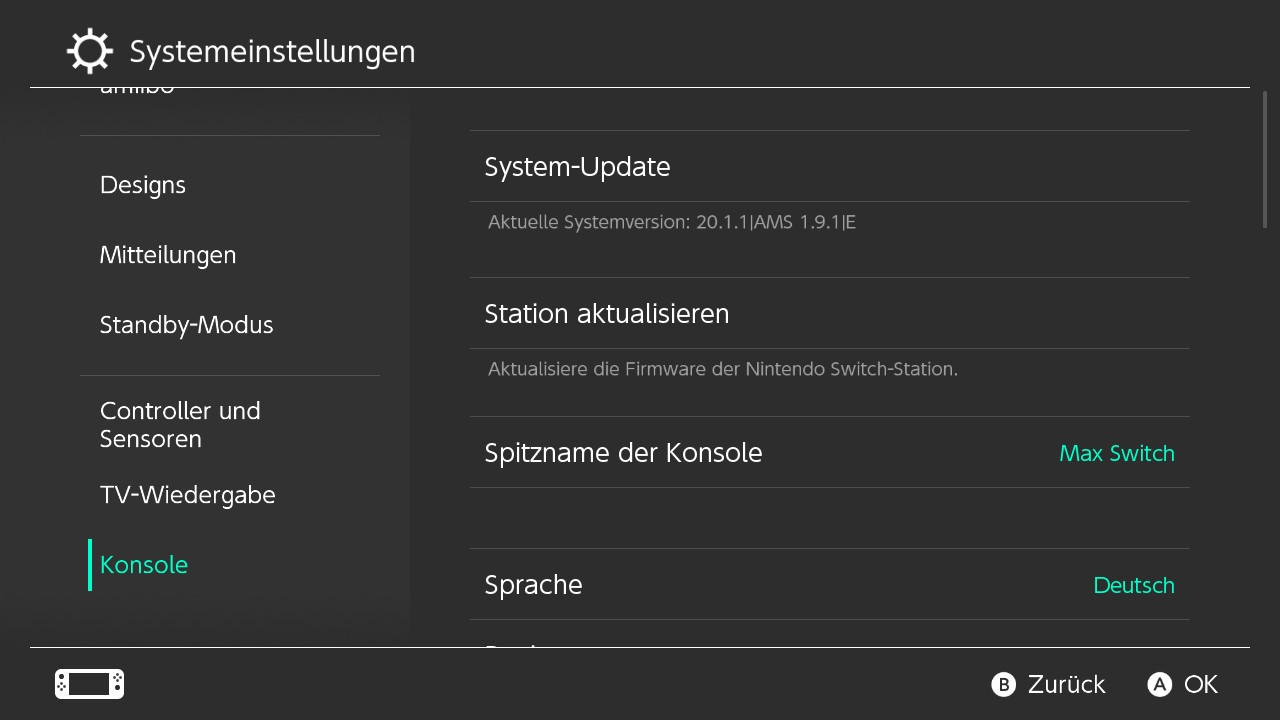 Systemeinstellungen
amiibo
Designs
Mitteilungen
Standby-Modus
Controller und
Sensoren
TV-Wiedergabe
Konsole
System-Update
Aktuelle Systemversion: 20.1.1|AMS 1.9.1|E
Station aktualisieren
Aktualisiere die Firmware der Nintendo Switch-Station.
Spitzname der Konsole
Max Switch
Sprache
Deutsch
B Zurück
A OK